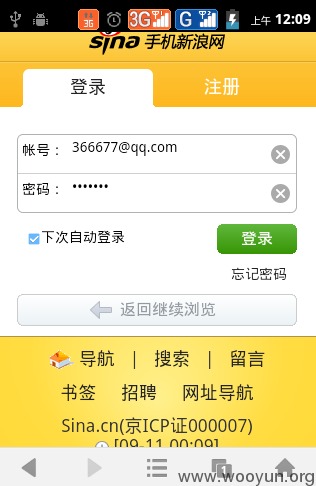 36
3G
G
上午 12:09
sina 手机新浪网
登录 注册
帐号： 366677@qq.com
密码： •••••••
下次自动登录 登录
忘记密码
返回继续浏览
导航 | 搜索 | 留言
书签 招聘 网址导航
Sina.cn(京ICP证000007)
[09-11 00:09]
1
www.wooyun.org